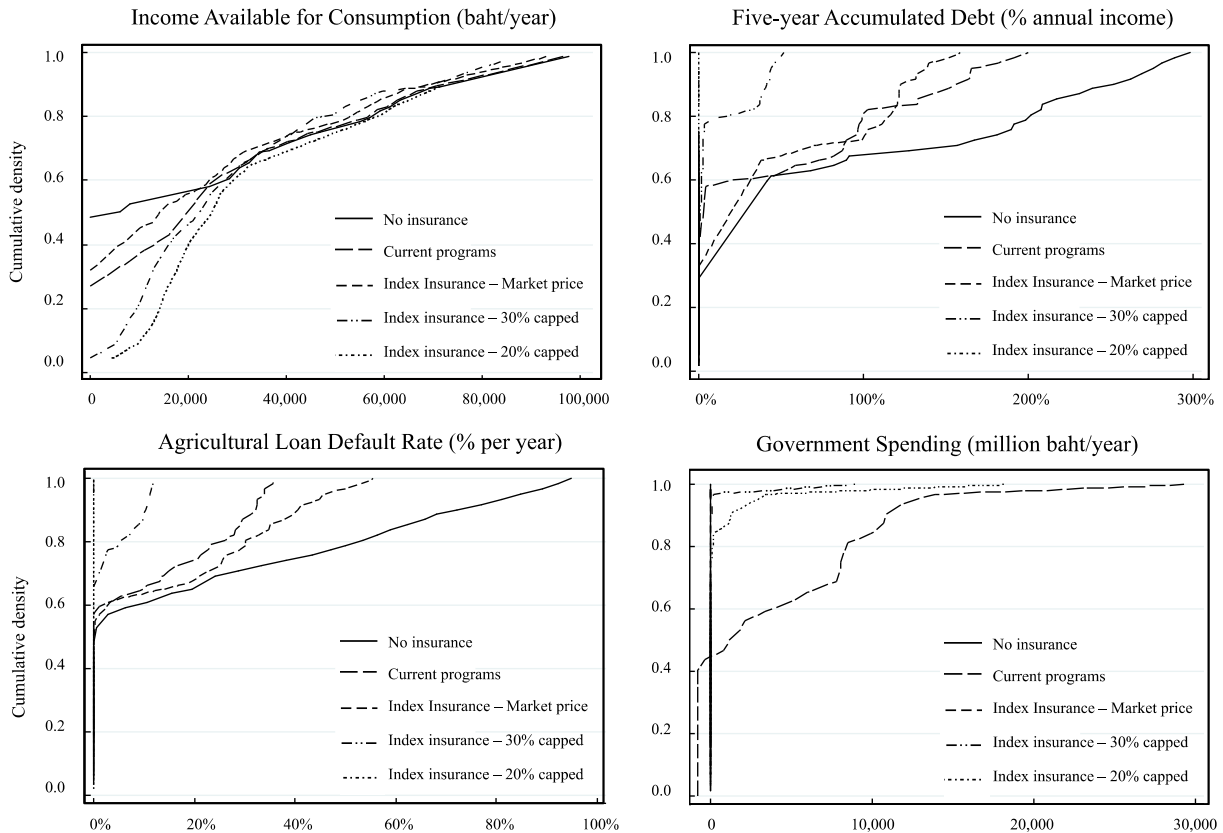 Income Available for Consumption (baht/year)
Cumulative density
1.0
0.8
0.6
0.4
0.2
0.0
No insurance
Current programs
Index Insurance – Market price
Index insurance – 30% capped
Index insurance – 20% capped
0 20,000 40,000 60,000 80,000 100,000
Five-year Accumulated Debt (% annual income)
1.0
0.8
0.6
0.4
0.2
0.0
No insurance
Current programs
Index Insurance – Market price
Index insurance – 30% capped
Index insurance – 20% capped
0% 100% 200% 300%
Agricultural Loan Default Rate (% per year)
Cumulative density
1.0
0.8
0.6
0.4
0.2
0.0
No insurance
Current programs
Index Insurance – Market price
Index insurance – 30% capped
Index insurance – 20% capped
0% 20% 40% 60% 80% 100%
Government Spending (million baht/year)
1.0
0.8
0.6
0.4
0.2
0.0
No insurance
Current programs
Index Insurance – Market price
Index insurance – 30% capped
Index insurance – 20% capped
0 10,000 20,000 30,000